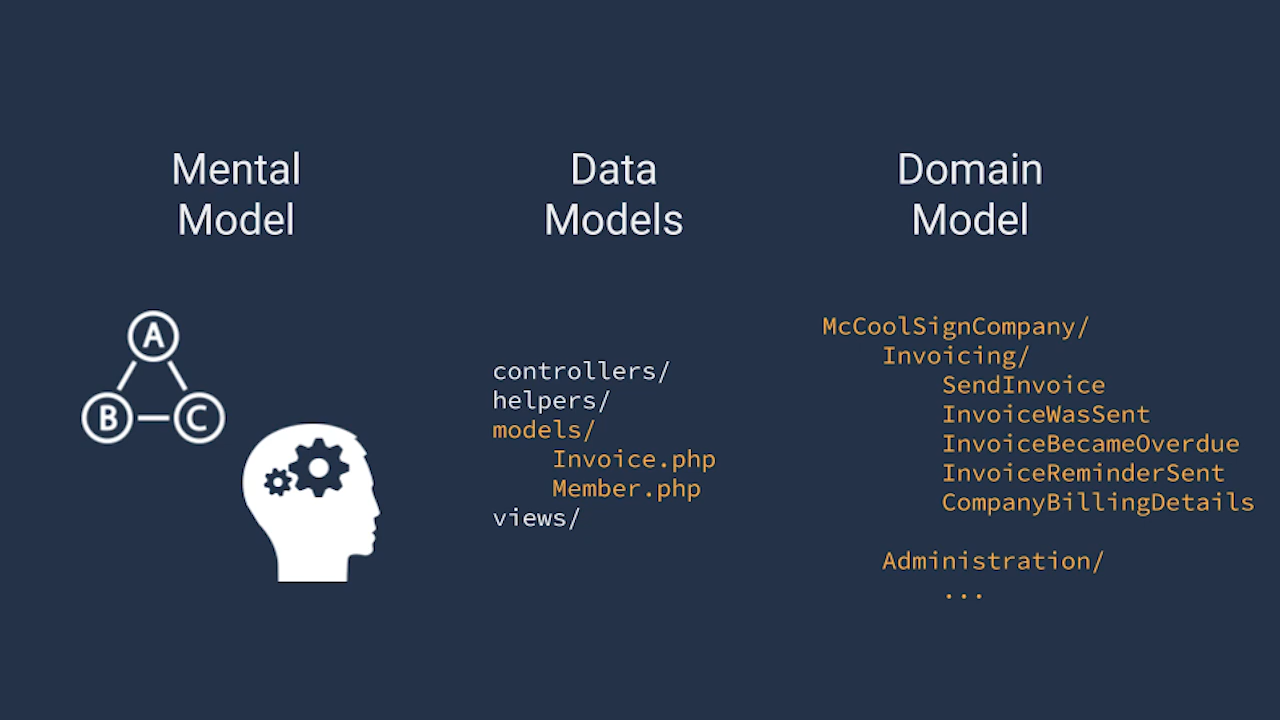 Mental
Model
A
B
C
Data
Models
controllers/
helpers/
models/
Invoice.php
Member.php
views/
Domain
Model
McCoolSignCompany/
Invoicing/
SendInvoice
InvoiceWasSent
InvoiceBecameOverdue
InvoiceReminderSent
CompanyBillingDetails
Administration/
...